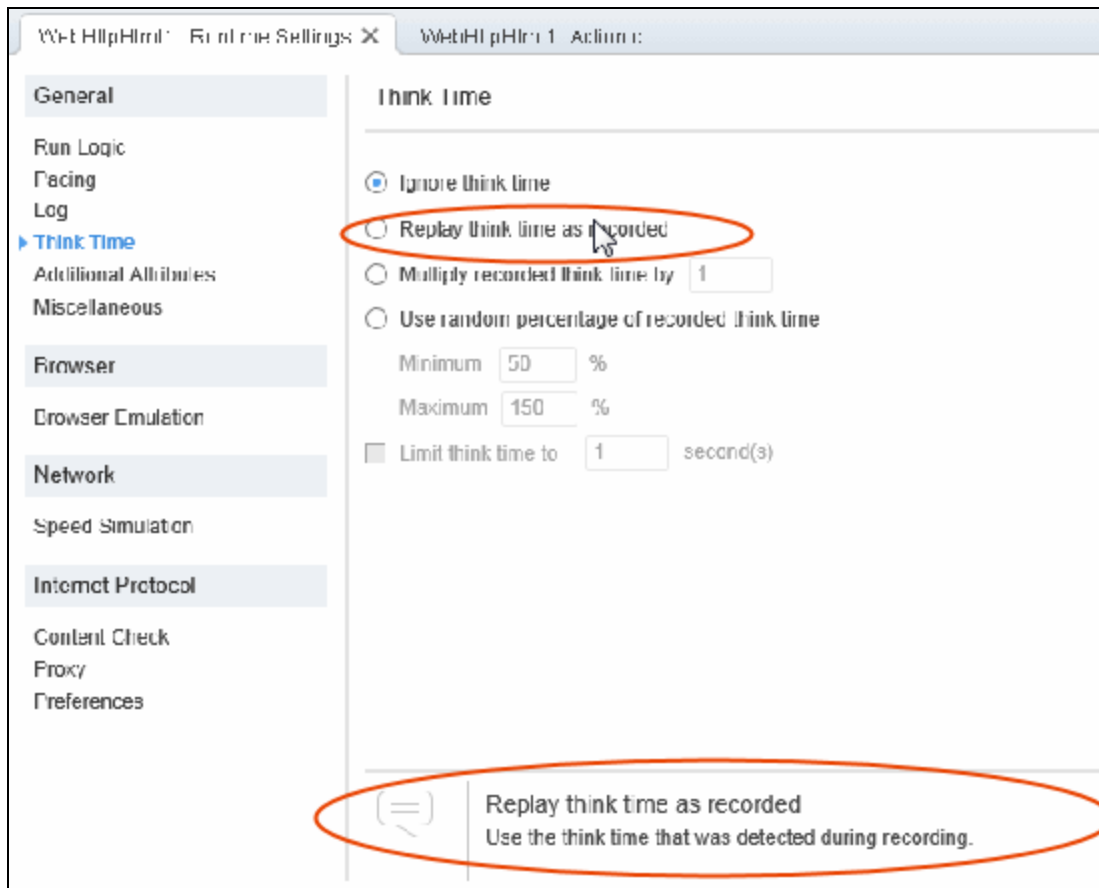 WebHttpHtml1 : Runtime Settings
WebHttpHtml1 : Action.c
General
Run Logic
Pacing
Log
Think Time
Additional Attributes
Miscellaneous
Browser
Browser Emulation
Network
Speed Simulation
Internet Protocol
Content Check
Proxy
Preferences
Think Time
Ignore think time
Replay think time as recorded
Multiply recorded think time by 1
Use random percentage of recorded think time
Minimum 50 %
Maximum 150 %
Limit think time to 1 second(s)
Replay think time as recorded
Use the think time that was detected during recording.